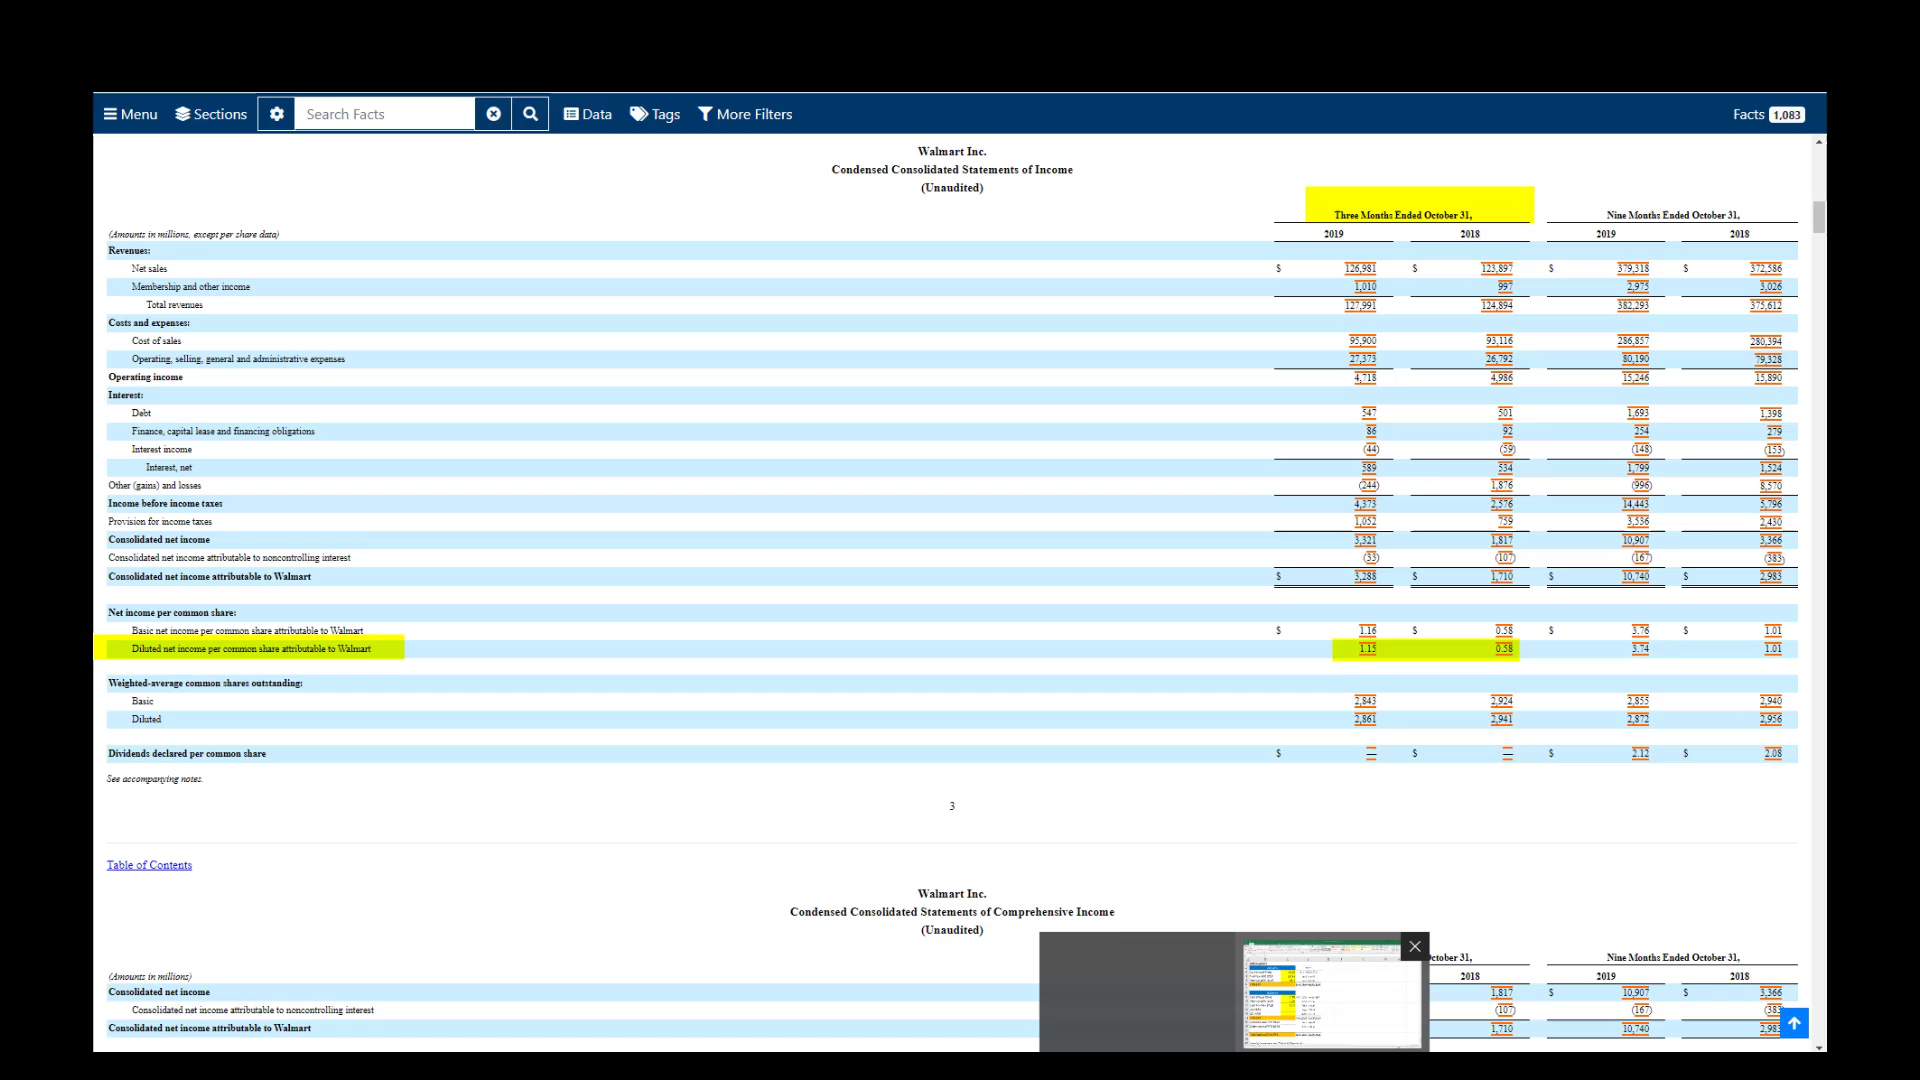 Menu Sections Search Facts Data Tags More Filters Facts 1,083
Walmart Inc.
Condensed Consolidated Statements of Income
(Unaudited)
Three Months Ended October 31, Nine Months Ended October 31,
(Amounts in millions, except per share data) 2019 2018 2019 2018
Revenues:
Net sales $ 126,981 $ 123,897 $ 379,318 $ 372,586
Membership and other income 1,010 997 2,975 3,026
Total revenues 127,991 124,894 382,293 375,612
Costs and expenses:
Cost of sales 95,900 93,116 286,857 280,394
Operating, selling, general and administrative expenses 27,373 26,792 80,190 79,328
Operating income 4,718 4,986 15,246 15,890
Interest:
Debt 547 501 1,693 1,398
Finance, capital lease and financing obligations 86 92 254 279
Interest income (44) (59) (148) (153)
Interest, net 589 534 1,799 1,524
Other (gains) and losses (244) 1,876 (996) 8,570
Income before income taxes 4,373 2,576 14,443 5,796
Provision for income taxes 1,052 759 3,536 2,430
Consolidated net income 3,321 1,817 10,907 3,366
Consolidated net income attributable to noncontrolling interest (33) (107) (167) (383)
Consolidated net income attributable to Walmart $ 3,288 $ 1,710 $ 10,740 $ 2,983
Net income per common share:
Basic net income per common share attributable to Walmart $ 1.16 $ 0.58 $ 3.76 $ 1.01
Diluted net income per common share attributable to Walmart 1.15 0.58 3.74 1.01
Weighted-average common shares outstanding:
Basic 2,843 2,924 2,855 2,940
Diluted 2,861 2,941 2,872 2,956
Dividends declared per common share $ — $ — $ 2.12 $ 2.08
See accompanying notes.
3
Table of Contents
Walmart Inc.
Condensed Consolidated Statements of Comprehensive Income
(Unaudited)
October 31, Nine Months Ended October 31,
(Amounts in millions) 2018 2019 2018
Consolidated net income 1,817 $ 10,907 $ 3,366
Consolidated net income attributable to noncontrolling interest (107) (167) (383
Consolidated net income attributable to Walmart 1,710 10,740 2,983